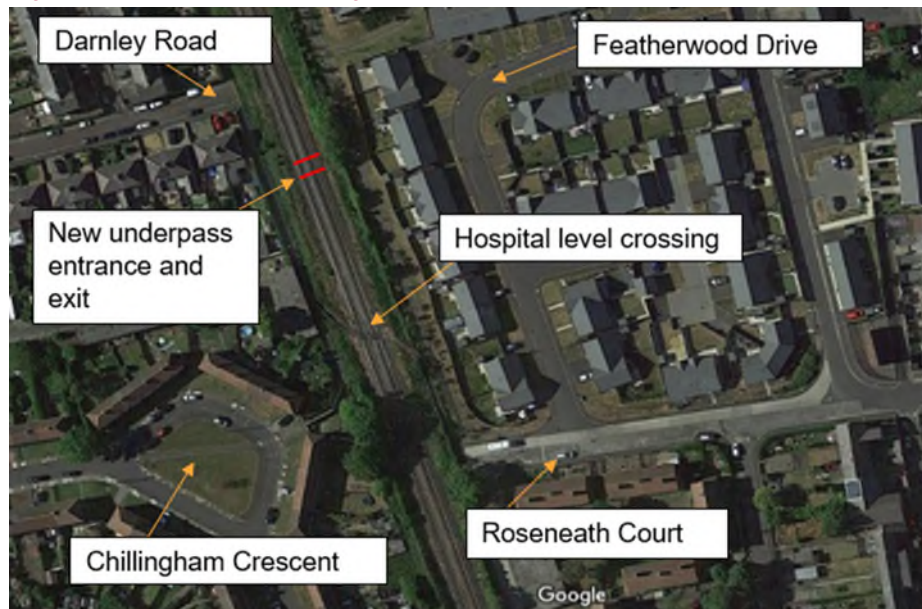 Darnley Road
Featherwood Drive
New underpass
entrance and
exit
Hospital level crossing
Roseneath Court
Chillingham Crescent
Google